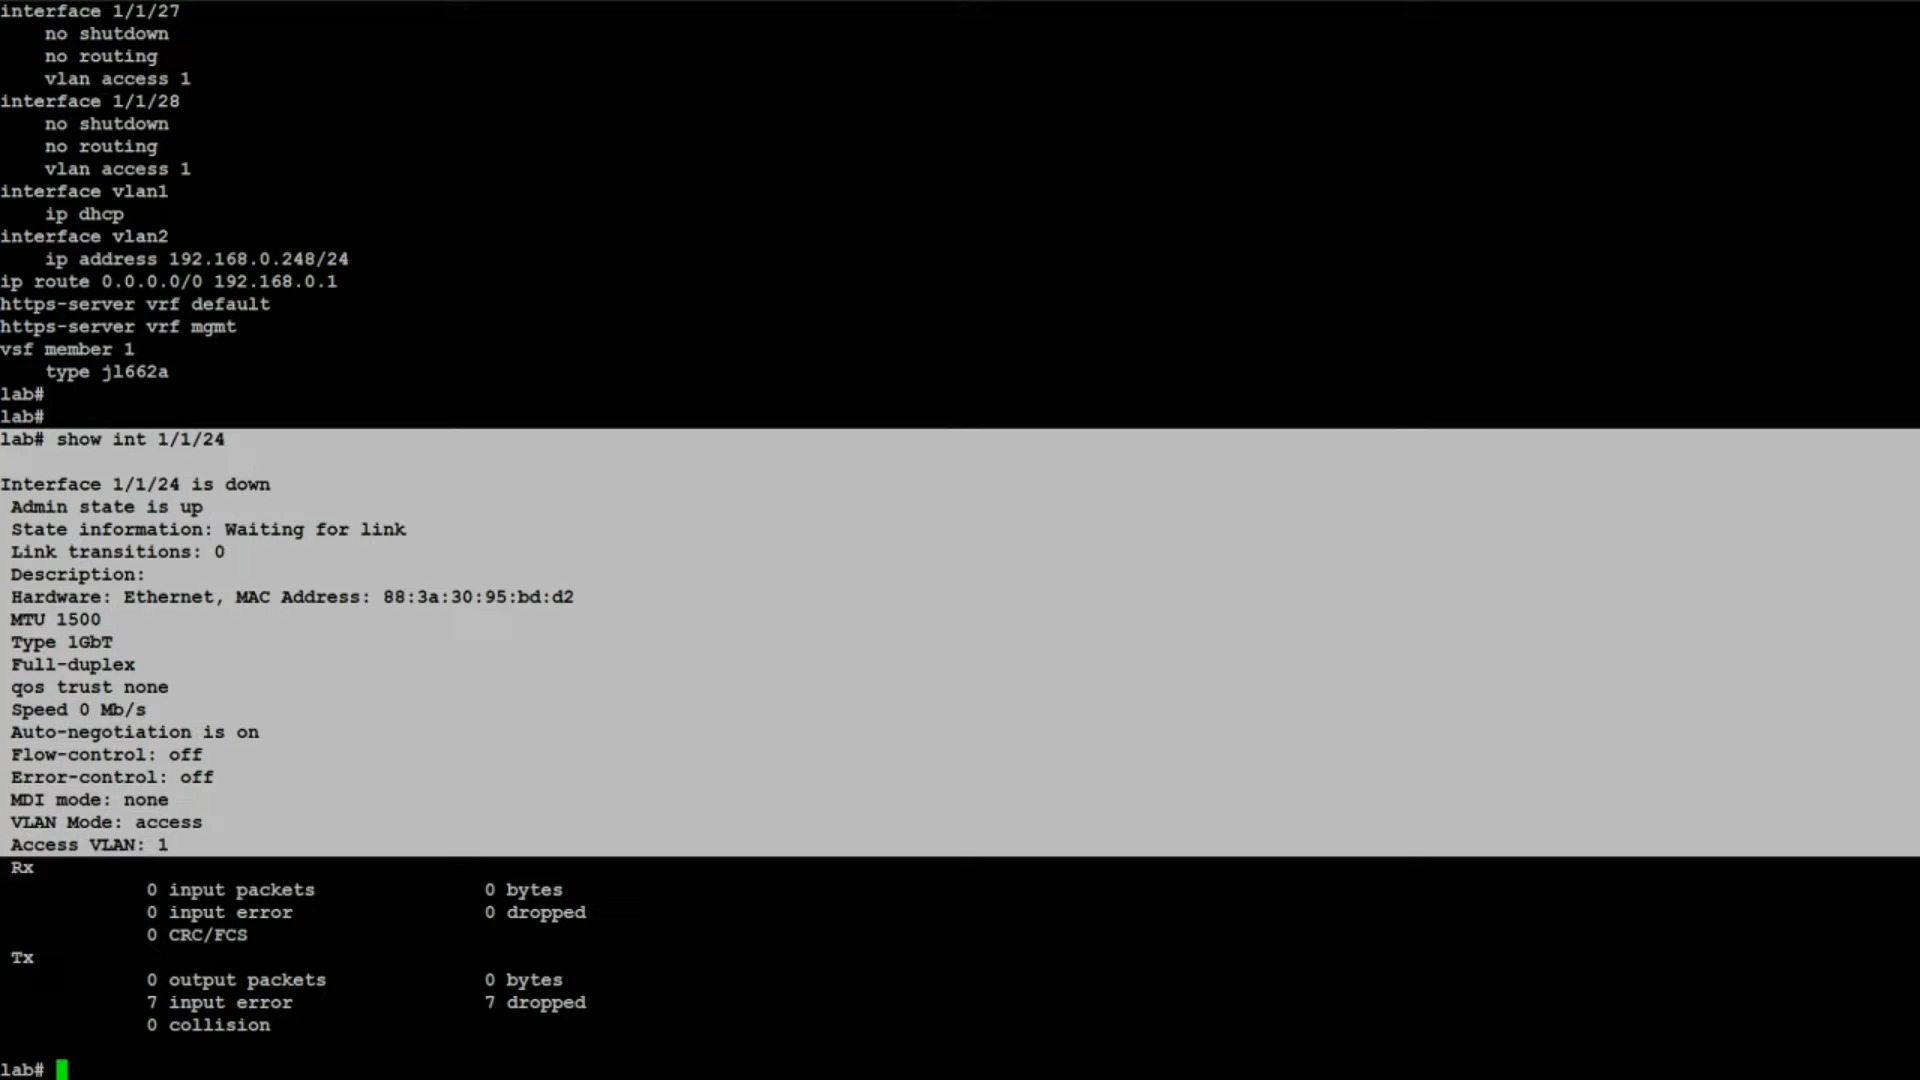 interface 1/1/27
    no shutdown
    no routing
    vlan access 1
interface 1/1/28
    no shutdown
    no routing
    vlan access 1
interface vlan1
    ip dhcp
interface vlan2
    ip address 192.168.0.248/24
ip route 0.0.0.0/0 192.168.0.1
https-server vrf default
https-server vrf mgmt
vsf member 1
    type jl662a
lab#
lab#
lab# show int 1/1/24
Interface 1/1/24 is down
 Admin state is up
 State information: Waiting for link
 Link transitions: 0
 Description:
 Hardware: Ethernet, MAC Address: 88:3a:30:95:bd:d2
 MTU 1500
 Type 1GbT
 Full-duplex
 qos trust none
 Speed 0 Mb/s
 Auto-negotiation is on
 Flow-control: off
 Error-control: off
 MDI mode: none
 VLAN Mode: access
 Access VLAN: 1
 Rx
             0 input packets               0 bytes
             0 input error                 0 dropped
             0 CRC/FCS
 Tx
             0 output packets              0 bytes
             7 input error                 7 dropped
             0 collision
lab#